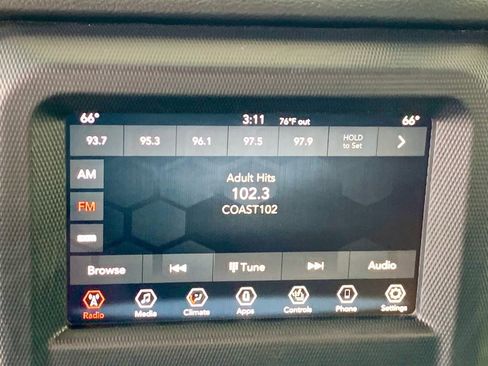 66° 3:11 76°F out 66°
93.7 95.3 96.1 97.5 97.9 HOLD to Set
AM
Adult Hits
102.3
FM
COAST102
Browse Tune Audio
Radio Media Climate Apps Controls Phone Settings